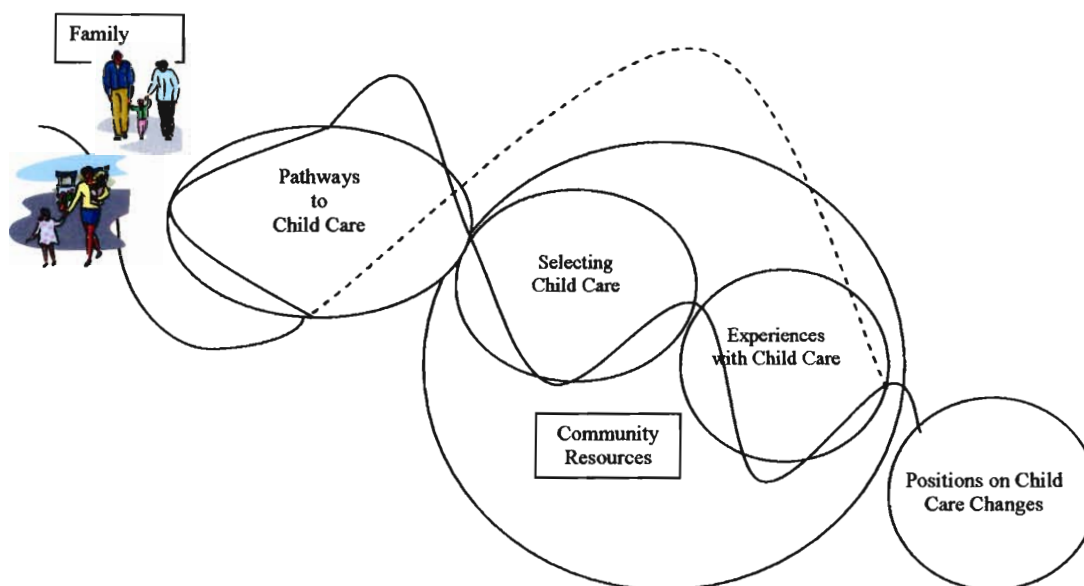 Family
Pathways
to
Child Care
Selecting
Child Care
Experiences
with Child Care
Community
Resources
Positions on Child
Care Changes